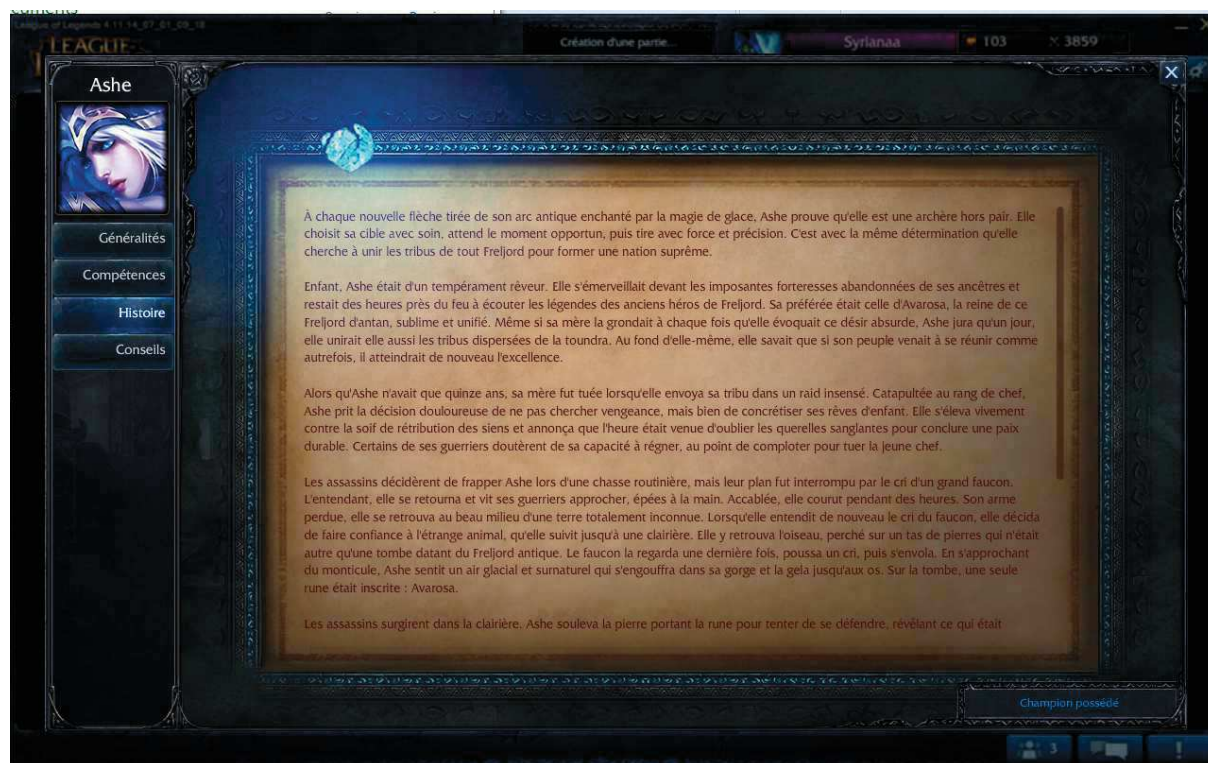 League of Legends 4.11.14_07_01_09_18
LEAGUE
Création d'une partie...
Syrianaa
103
3859
Ashe
Généralités
Compétences
Histoire
Conseils
À chaque nouvelle flèche tirée de son arc antique enchanté par la magie de glace, Ashe prouve qu'elle est une archère hors pair. Elle
choisit sa cible avec soin, attend le moment opportun, puis tire avec force et précision. C'est avec la même détermination qu'elle
cherche à unir les tribus de tout Freljord pour former une nation suprême.
Enfant, Ashe était d'un tempérament rêveur. Elle s'émerveillait devant les imposantes forteresses abandonnées de ses ancêtres et
restait des heures près du feu à écouter les légendes des anciens héros de Freljord. Sa préférée était celle d'Avarosa, la reine de ce
Freljord d'antan, sublime et unifié. Même si sa mère la grondait à chaque fois qu'elle évoquait ce désir absurde, Ashe jura qu'un jour,
elle unirait elle aussi les tribus dispersées de la toundra. Au fond d'elle-même, elle savait que si son peuple venait à se réunir comme
autrefois, il atteindrait de nouveau l'excellence.
Alors qu'Ashe n'avait que quinze ans, sa mère fut tuée lorsqu'elle envoya sa tribu dans un raid insensé. Catapultée au rang de chef,
Ashe prit la décision douloureuse de ne pas chercher vengeance, mais bien de concrétiser ses rêves d'enfant. Elle s'éleva vivement
contre la soif de rétribution des siens et annonça que l'heure était venue d'oublier les querelles sanglantes pour conclure une paix
durable. Certains de ses guerriers doutèrent de sa capacité à régner, au point de comploter pour tuer la jeune chef.
Les assassins décidèrent de frapper Ashe lors d'une chasse routinière, mais leur plan fut interrompu par le cri d'un grand faucon.
L'entendant, elle se retourna et vit ses guerriers approcher, épées à la main. Accablée, elle courut pendant des heures. Son arme
perdue, elle se retrouva au beau milieu d'une terre totalement inconnue. Lorsqu'elle entendit de nouveau le cri du faucon, elle décida
de faire confiance à l'étrange animal, qu'elle suivit jusqu'à une clairière. Elle y retrouva l'oiseau, perché sur un tas de pierres qui n'était
autre qu'une tombe datant du Freljord antique. Le faucon la regarda une dernière fois, poussa un cri, puis s'envola. En s'approchant
du monticule, Ashe sentit un air glacial et surnaturel qui s'engouffra dans sa gorge et la gela jusqu'aux os. Sur la tombe, une seule
rune était inscrite : Avarosa.
Les assassins surgirent dans la clairière. Ashe souleva la pierre portant la rune pour tenter de se défendre, révélant ce qui était
Champion possédé
3